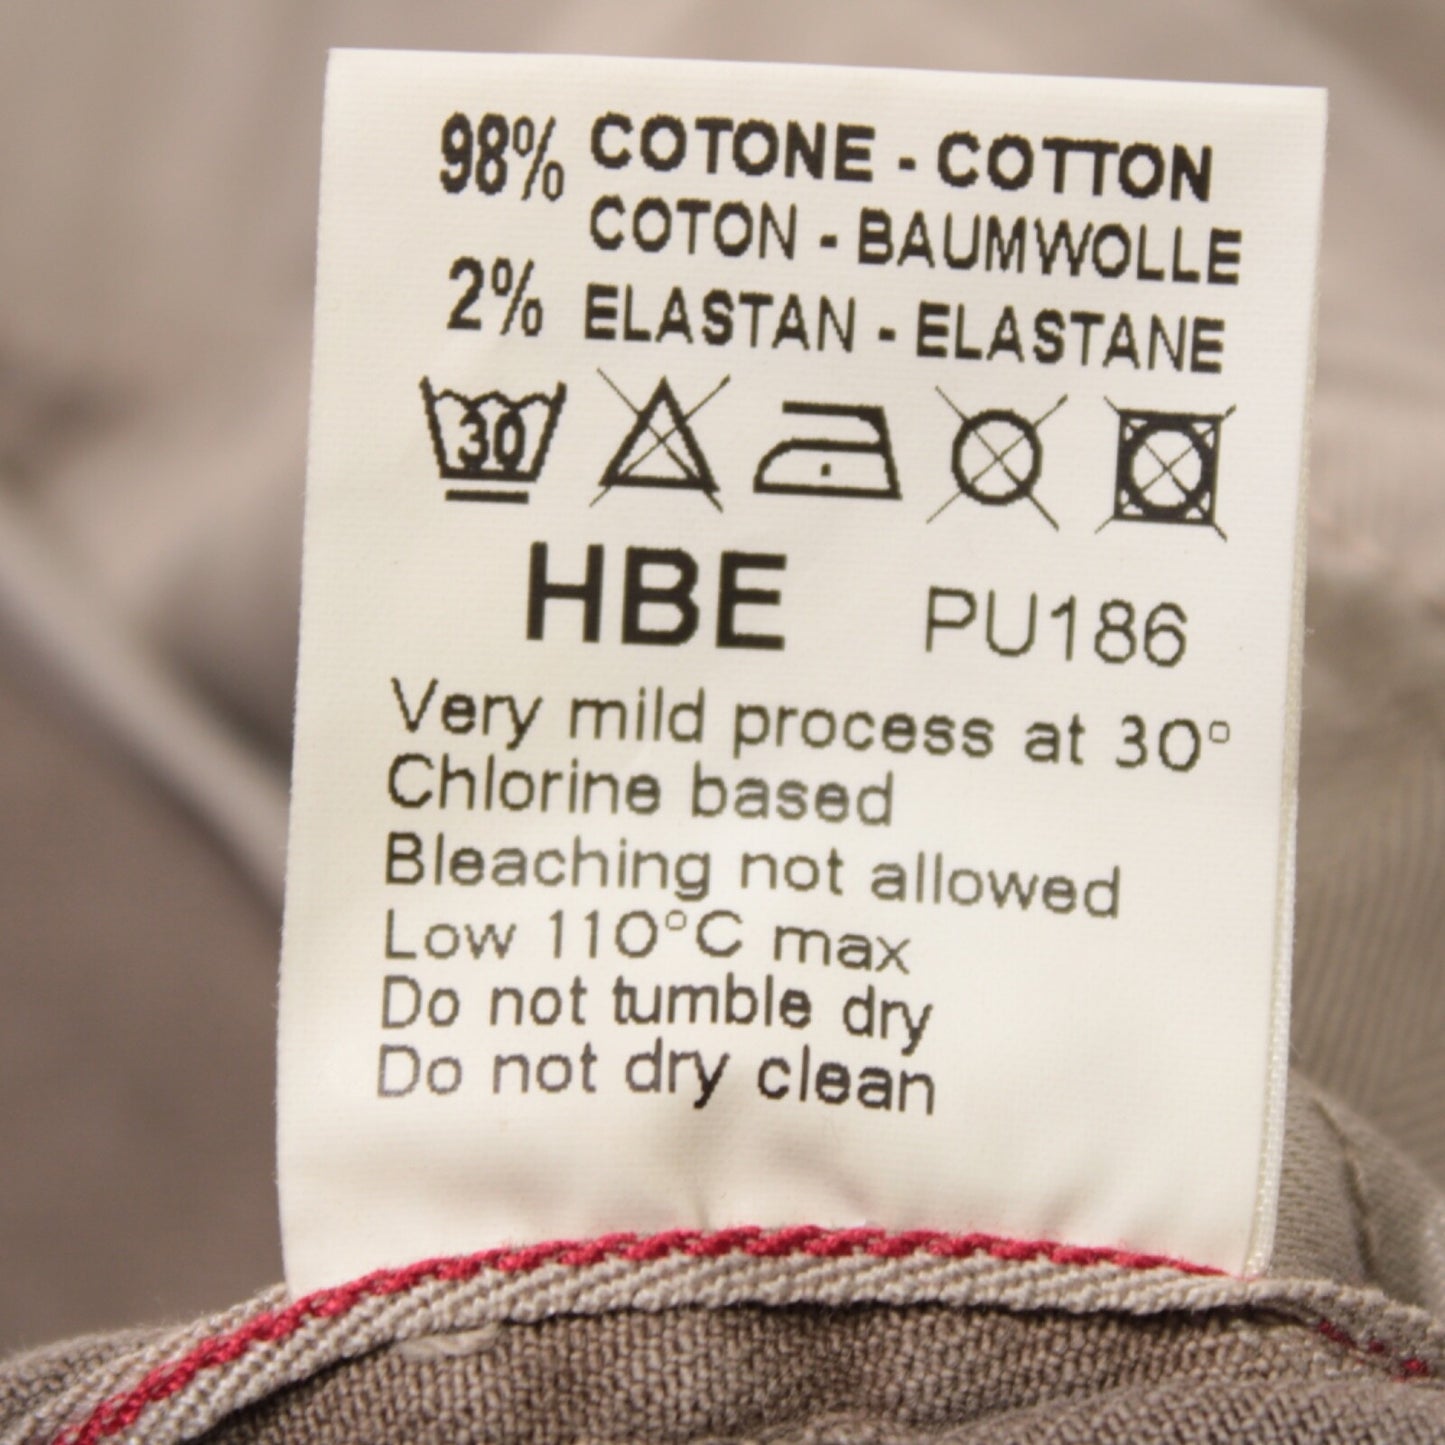 98% COTONE - COTTON
COTON - BAUMWOLLE
2% ELASTAN - ELASTANE
30
HBE PU186
Very mild process at 30°
Chlorine based
Bleaching not allowed
Low 110°C max
Do not tumble dry
Do not dry clean